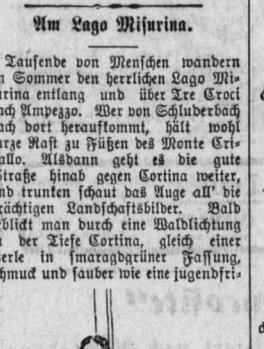 Am Lago Misurina.
Tausende von Menschen wandern
n Sommer den herrlichen Lago Mi-
urina entlang und über Tre Croci
ach Ampezzo. Wer von Schluderbach
ach dort heraufkommt, hält wohl
urze Rast zu Füßen des Monte Cri-
allo. Alsdann geht es die gute
Straße hinab gegen Cortina weiter,
nd trunken schaut das Auge all' die
rächtigen Landschaftsbilder. Bald
rblickt man durch eine Waldlichtung
n der Tiefe Cortina, gleich einer
erle in smaragdgrüner Fassung,
chmuck und sauber wie eine jugendfri-